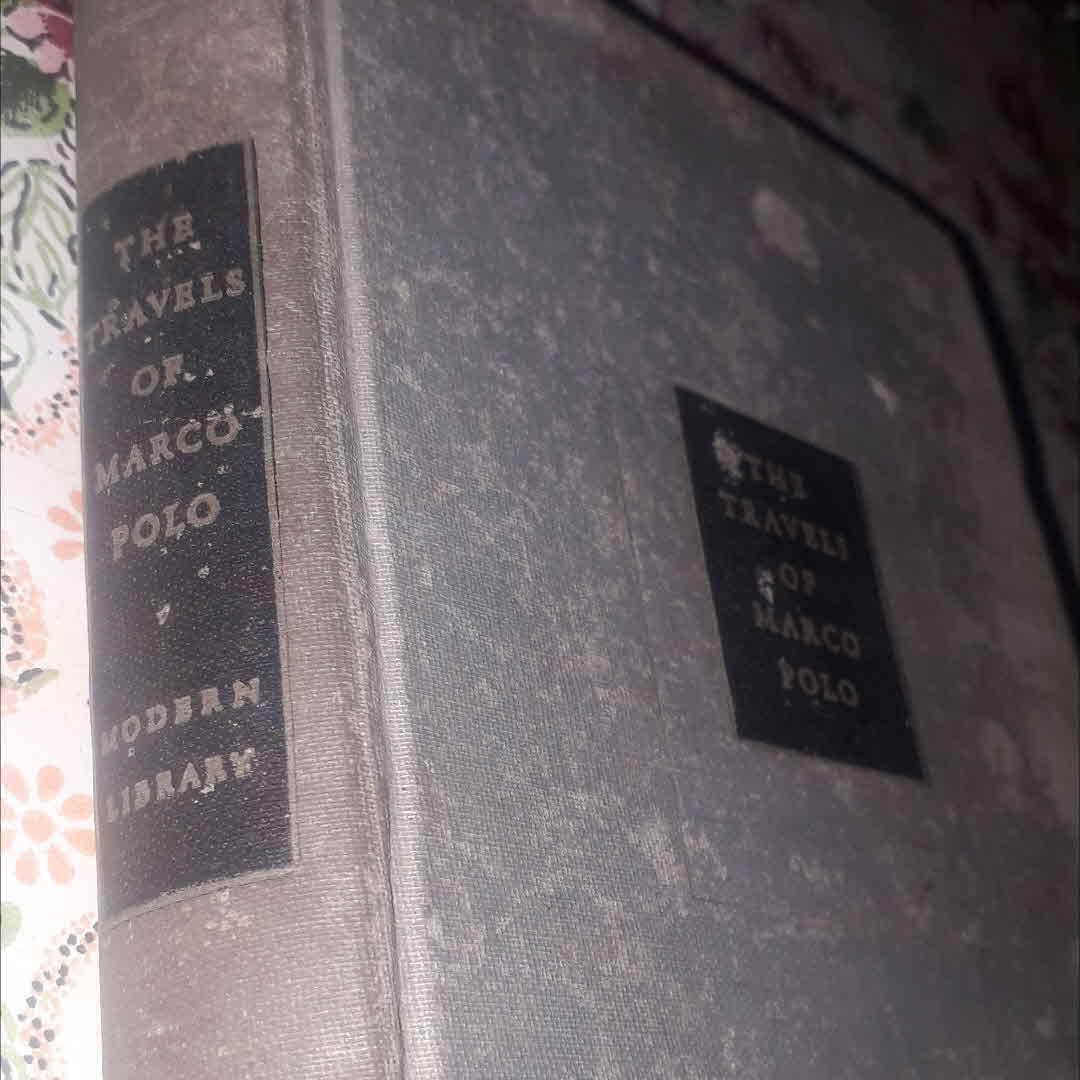 THE
TRAVELS
OF
MARCO
POLO
MODERN
LIBRARY
THE
TRAVELS
OF
MARCO
POLO